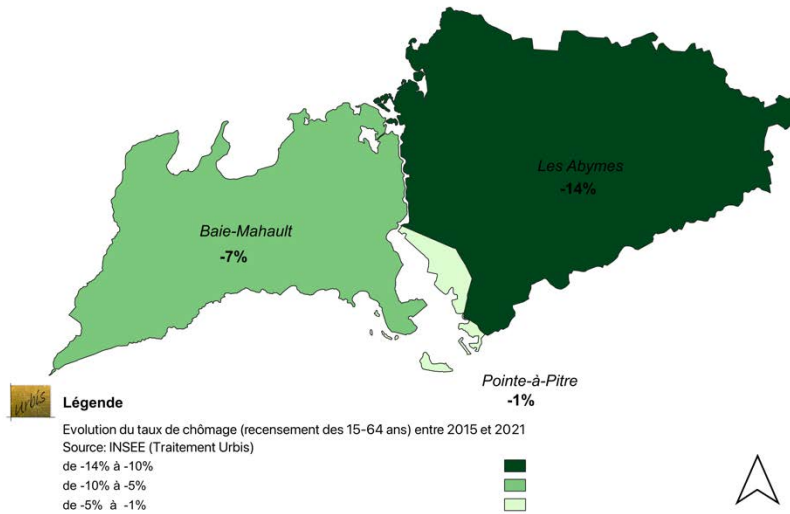 Les Abymes
-14%
Baie-Mahault
-7%
Pointe-à-Pitre
-1%
urbis
Légende
Evolution du taux de chômage (recensement des 15-64 ans) entre 2015 et 2021
Source: INSEE (Traitement Urbis)
de -14% à -10%
de -10% à -5%
de -5% à -1%